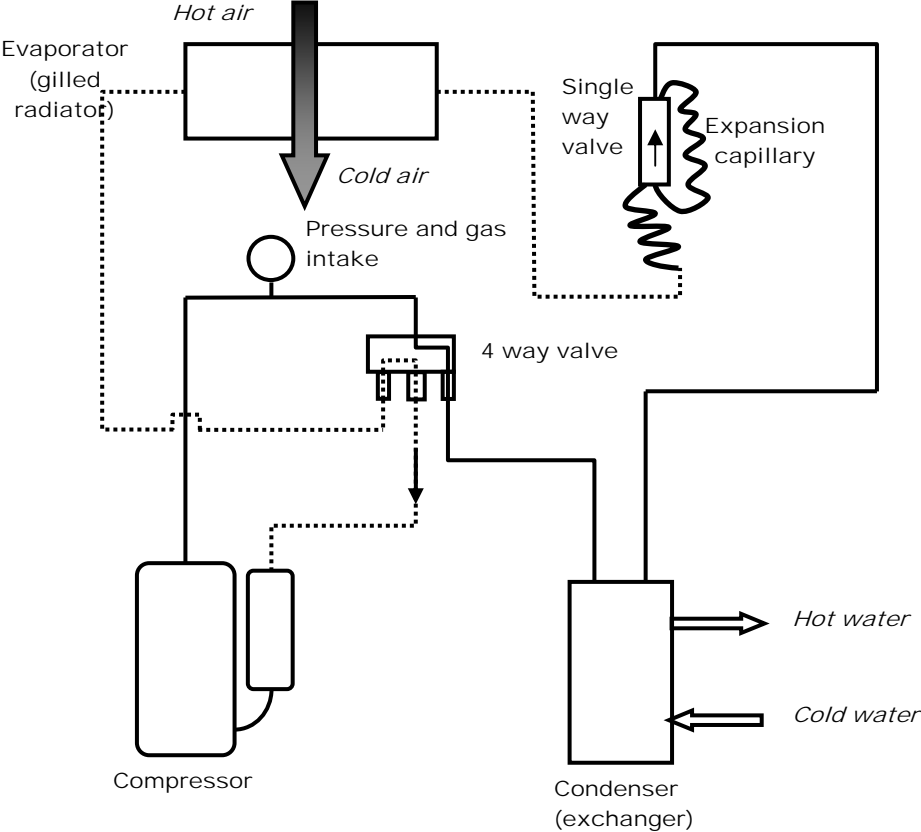 Hot air
Evaporator
(gilled
radiator)
Single
way
valve
Expansion
capillary
Cold air
Pressure and gas
intake
4 way valve
Hot water
Cold water
Compressor
Condenser
(exchanger)